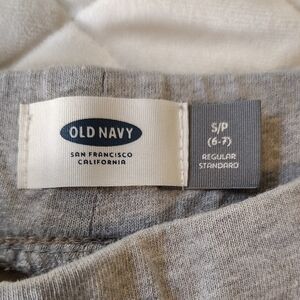 OLD NAVY
SAN FRANCISCO
CALIFORNIA
S/P
(6-7)
REGULAR
STANDARD